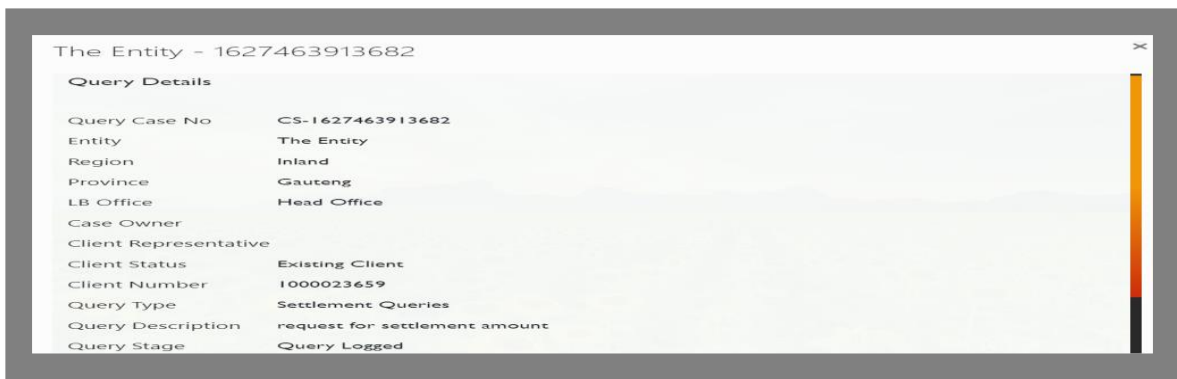 The Entity - 1627463913682
×
Query Details
Query Case No CS-1627463913682
Entity The Entity
Region Inland
Province Gauteng
LB Office Head Office
Case Owner
Client Representative
Client Status Existing Client
Client Number 1000023659
Query Type Settlement Queries
Query Description request for settlement amount
Query Stage Query Logged